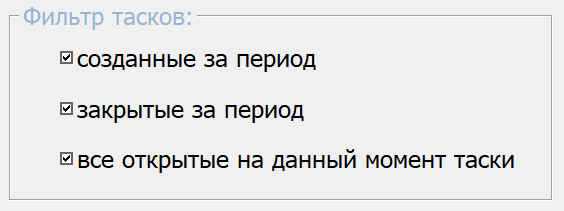 Фильтр тасков:
созданные за период
закрытые за период
все открытые на данный момент таски